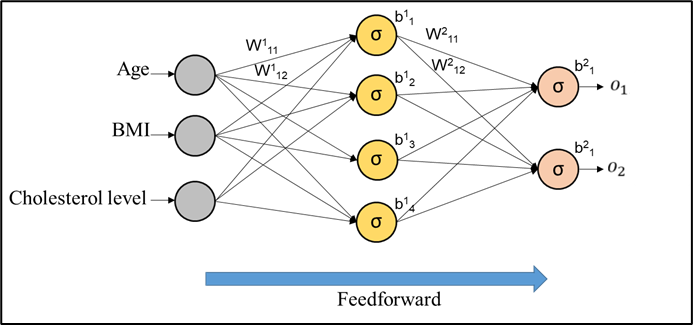 Age
BMI
Cholesterol level
W¹₁₁
W¹₁₂
σ b¹₁
σ b¹₂
σ b¹₃
σ b¹₄
W²₁₁
W²₁₂
σ b²₁
o₁
σ b²₁
o₂
Feedforward